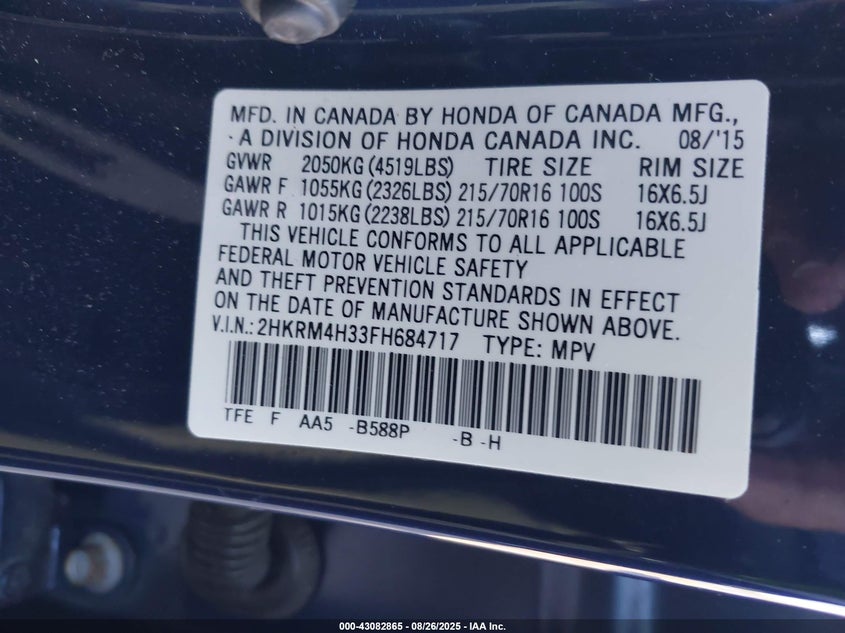 MFD. IN CANADA BY HONDA OF CANADA MFG.,
A DIVISION OF HONDA CANADA INC. 08/'15
GVWR 2050KG (4519LBS) TIRE SIZE RIM SIZE
GAWR F 1055KG (2326LBS) 215/70R16 100S 16X6.5J
GAWR R 1015KG (2238LBS) 215/70R16 100S 16X6.5J
THIS VEHICLE CONFORMS TO ALL APPLICABLE
FEDERAL MOTOR VEHICLE SAFETY
AND THEFT PREVENTION STANDARDS IN EFFECT
ON THE DATE OF MANUFACTURE SHOWN ABOVE.
V.I.N.: 2HKRM4H33FH684717 TYPE: MPV
TFE F AA5 -B588P -B -H
000-43082865 - 08/26/2025 - IAA Inc.